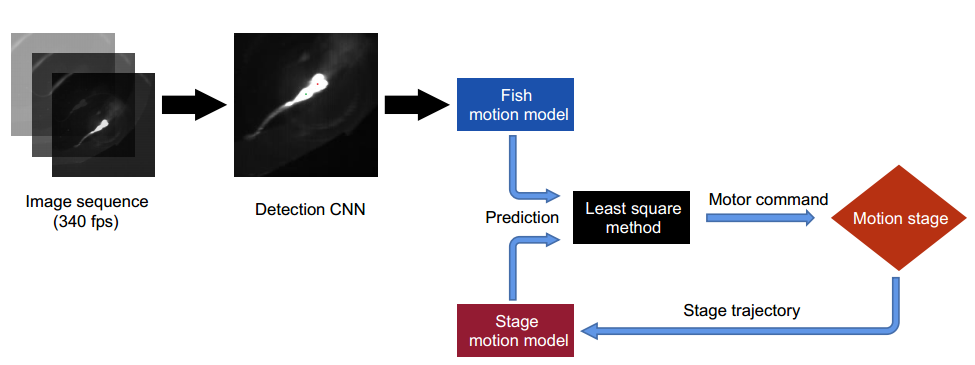 Image sequence
(340 fps)
Detection CNN
Fish
motion model
Prediction
Least square
method
Motor command
Motion stage
Stage trajectory
Stage
motion model